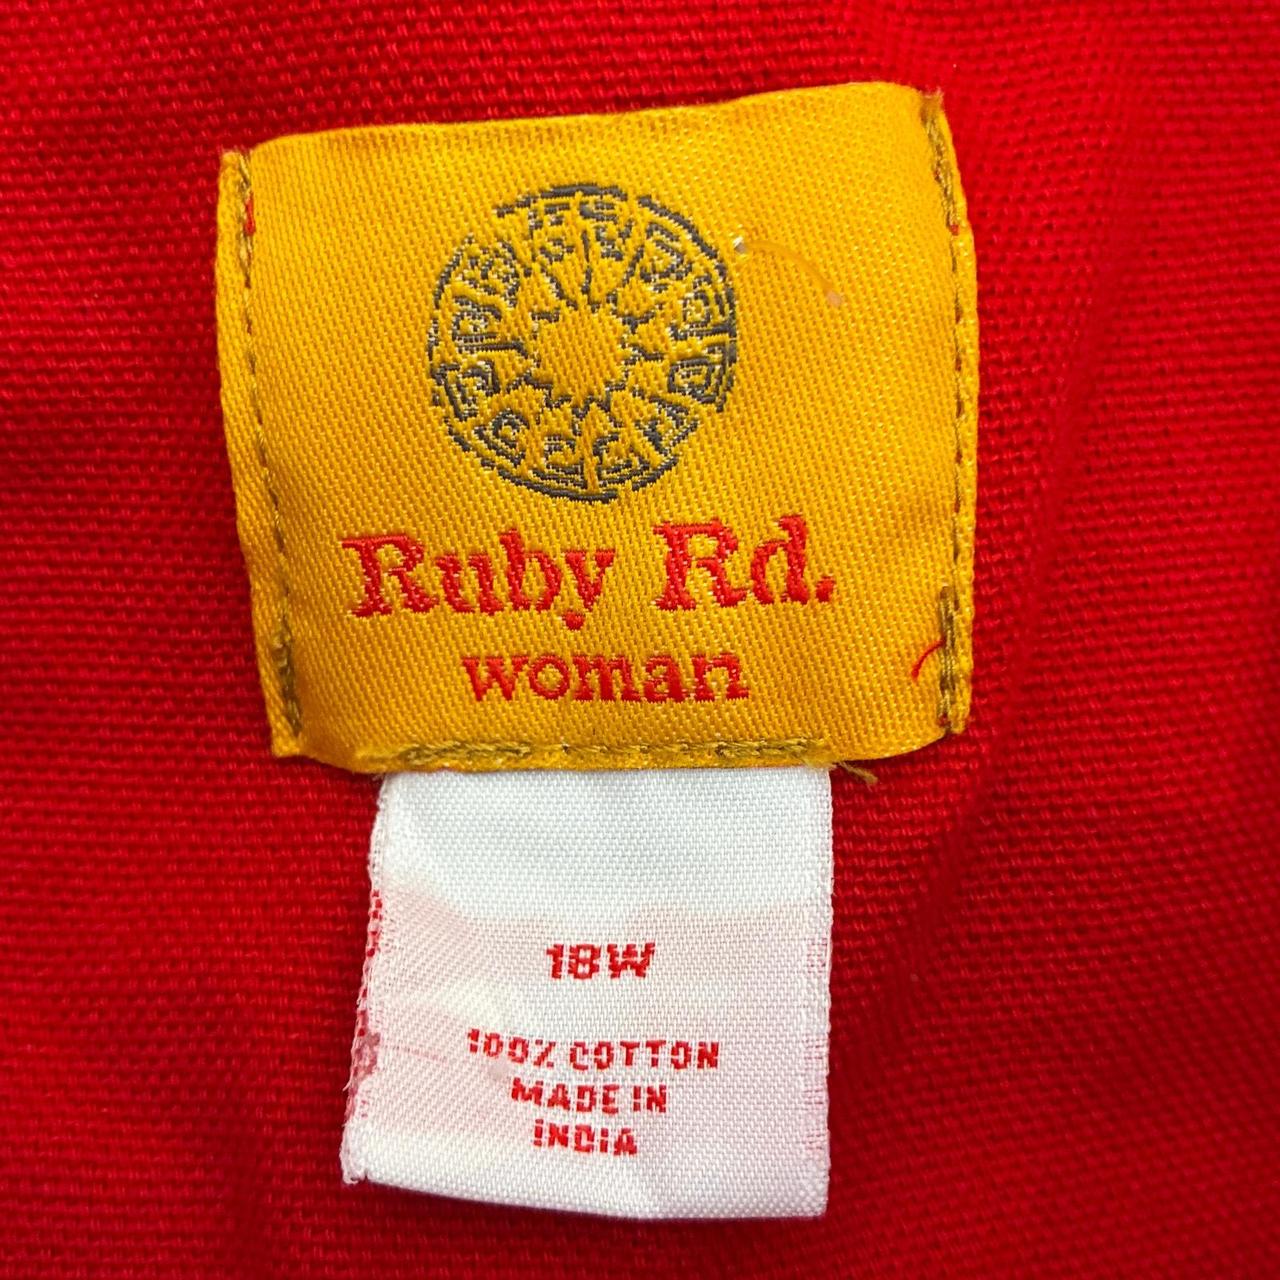 Ruby Rd.
woman
18W
100% COTTON
MADE IN
INDIA